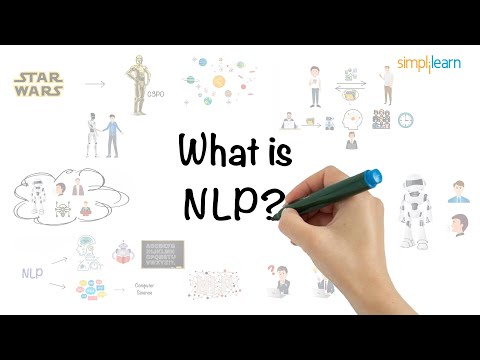 simplilearn
STAR
WARS
C3PO
What is
NLP?
NLP
Computer
Science